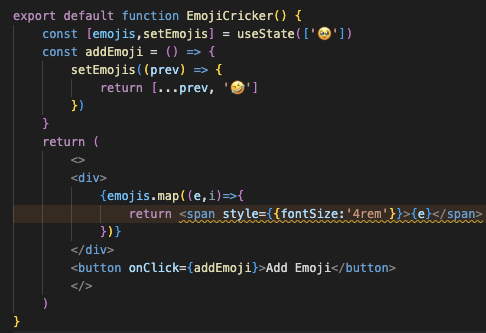 export default function EmojiCricker() {
const [emojis,setEmojis] = useState(['🥹'])
const addEmoji = () => {
setEmojis((prev) => {
return [...prev, '🤣']
})
}
return (
<>
<div>
{emojis.map((e,i)=>{
return <span style={{fontSize:'4rem'}}>{e}</span>
})}
</div>
<button onClick={addEmoji}>Add Emoji</button>
</>
)
}